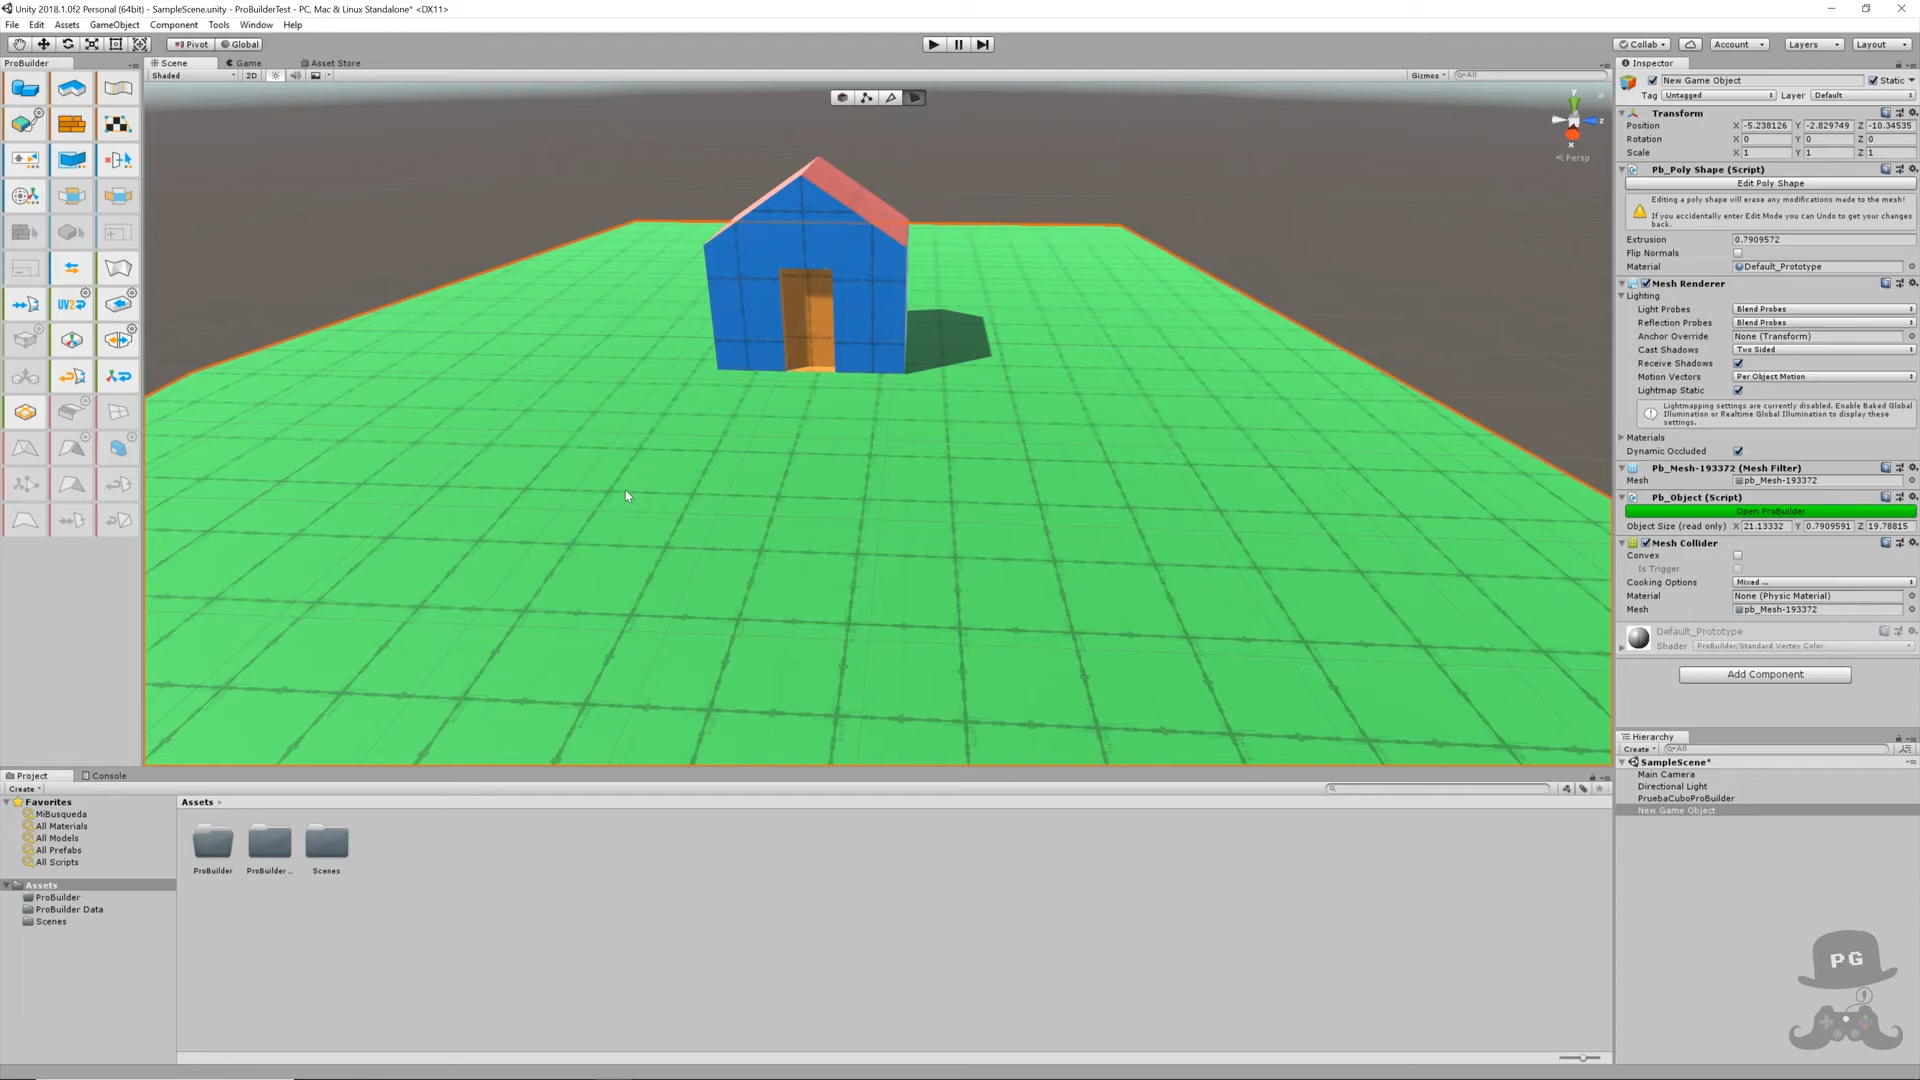 Unity 2018.1.0f2 Personal (64bit) - SampleScene.unity - ProBuilderTest - PC, Mac & Linux Standalone* <DX11>
File Edit Assets GameObject Component Tools Window Help
Pivot Global Collab Account Layers Layout
ProBuilder
Scene Game Asset Store
Shaded 2D Gizmos All
y
z
x
Persp
UV2
Inspector
New Game Object Static
Tag Untagged Layer Default
Transform
Position X -5.238126 Y -2.829749 Z -10.34535
Rotation X 0 Y 0 Z 0
Scale X 1 Y 1 Z 1
Pb_Poly Shape (Script)
Edit Poly Shape
Editing a poly shape will erase any modifications made to the mesh!
If you accidentally enter Edit Mode you can Undo to get your changes
back.
Extrusion 0.7909572
Flip Normals
Material Default_Prototype
Mesh Renderer
Lighting
Light Probes Blend Probes
Reflection Probes Blend Probes
Anchor Override None (Transform)
Cast Shadows Two Sided
Receive Shadows
Motion Vectors Per Object Motion
Lightmap Static
Lightmapping settings are currently disabled. Enable Baked Global
Illumination or Realtime Global Illumination to display these
settings.
Materials
Dynamic Occluded
Pb_Mesh-193372 (Mesh Filter)
Mesh pb_Mesh-193372
Pb_Object (Script)
Open ProBuilder
Object Size (read only) X 21.13332 Y 0.7909591 Z 19.78815
Mesh Collider
Convex
Is Trigger
Cooking Options Mixed ...
Material None (Physic Material)
Mesh pb_Mesh-193372
Default_Prototype
Shader ProBuilder/Standard Vertex Color
Add Component
Hierarchy
Create All
SampleScene*
Main Camera
Directional Light
PruebaCuboProBuilder
New Game Object
Project Console
Create
Favorites
MiBusqueda
All Materials
All Models
All Prefabs
All Scripts
Assets
ProBuilder
ProBuilder Data
Scenes
Assets
ProBuilder ProBuilder ... Scenes
PG